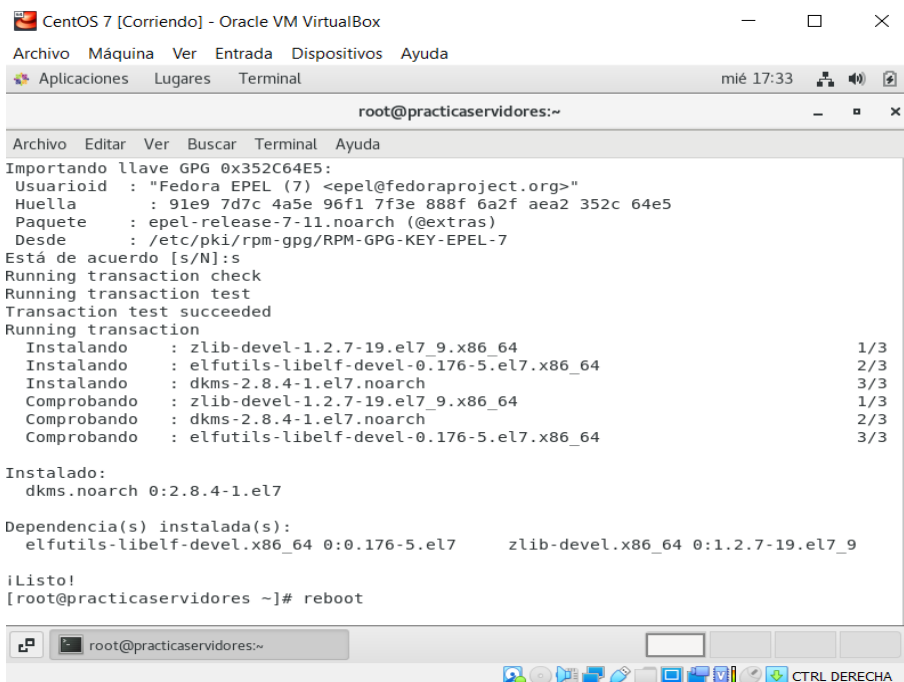 CentOS 7 [Corriendo] - Oracle VM VirtualBox
Archivo Máquina Ver Entrada Dispositivos Ayuda
Aplicaciones Lugares Terminal mié 17:33
root@practicaservidores:~
Archivo Editar Ver Buscar Terminal Ayuda
Importando llave GPG 0x352C64E5:
Usuarioid : "Fedora EPEL (7) <epel@fedoraproject.org>"
Huella : 91e9 7d7c 4a5e 96f1 7f3e 888f 6a2f aea2 352c 64e5
Paquete : epel-release-7-11.noarch (@extras)
Desde : /etc/pki/rpm-gpg/RPM-GPG-KEY-EPEL-7
Está de acuerdo [s/N]:s
Running transaction check
Running transaction test
Transaction test succeeded
Running transaction
Instalando : zlib-devel-1.2.7-19.el7_9.x86_64 1/3
Instalando : elfutils-libelf-devel-0.176-5.el7.x86_64 2/3
Instalando : dkms-2.8.4-1.el7.noarch 3/3
Comprobando : zlib-devel-1.2.7-19.el7_9.x86_64 1/3
Comprobando : dkms-2.8.4-1.el7.noarch 2/3
Comprobando : elfutils-libelf-devel-0.176-5.el7.x86_64 3/3
Instalado:
dkms.noarch 0:2.8.4-1.el7
Dependencia(s) instalada(s):
elfutils-libelf-devel.x86_64 0:0.176-5.el7 zlib-devel.x86_64 0:1.2.7-19.el7_9
¡Listo!
[root@practicaservidores ~]# reboot
root@practicaservidores:~
CTRL DERECHA